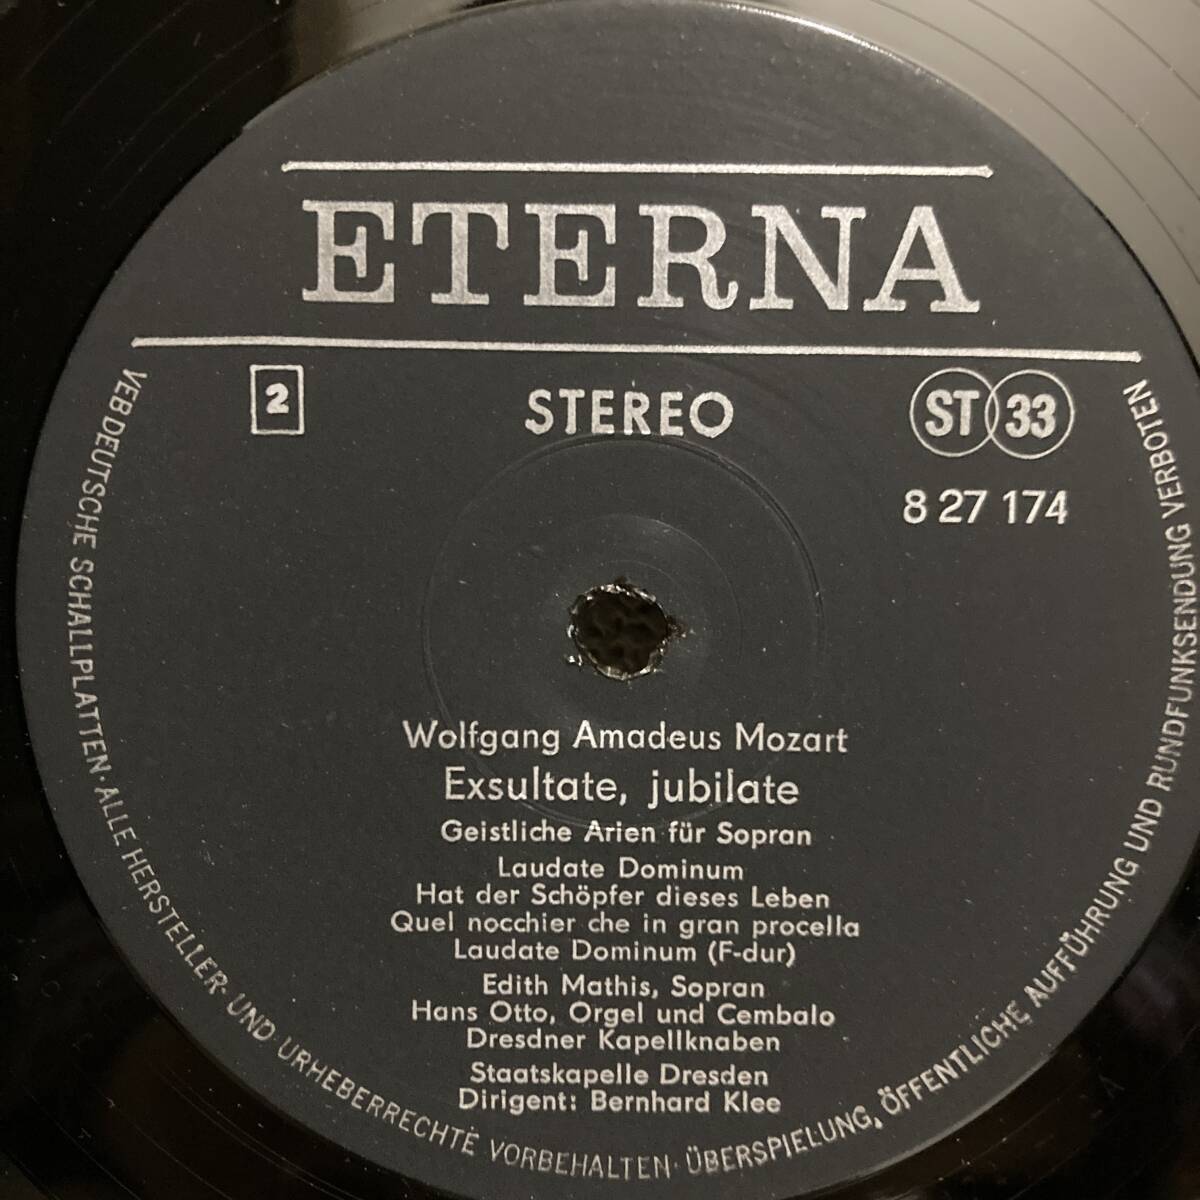 ETERNA
2
STEREO
ST 33
8 27 174
Wolfgang Amadeus Mozart
Exsultate, jubilate
Geistliche Arien für Sopran
Laudate Dominum
Hat der Schöpfer dieses Leben
Quel nocchier che in gran procella
Laudate Dominum (F-dur)
Edith Mathis, Sopran
Hans Otto, Orgel und Cembalo
Dresdner Kapellknaben
Staatskapelle Dresden
Dirigent: Bernhard Klee
VEB DEUTSCHE SCHALLPLATTEN · ALLE HERSTELLER- UND URHEBERRECHTE VORBEHALTEN · ÜBERSPIELUNG, ÖFFENTLICHE AUFFÜHRUNG UND RUNDFUNKSENDUNG VERBOTEN